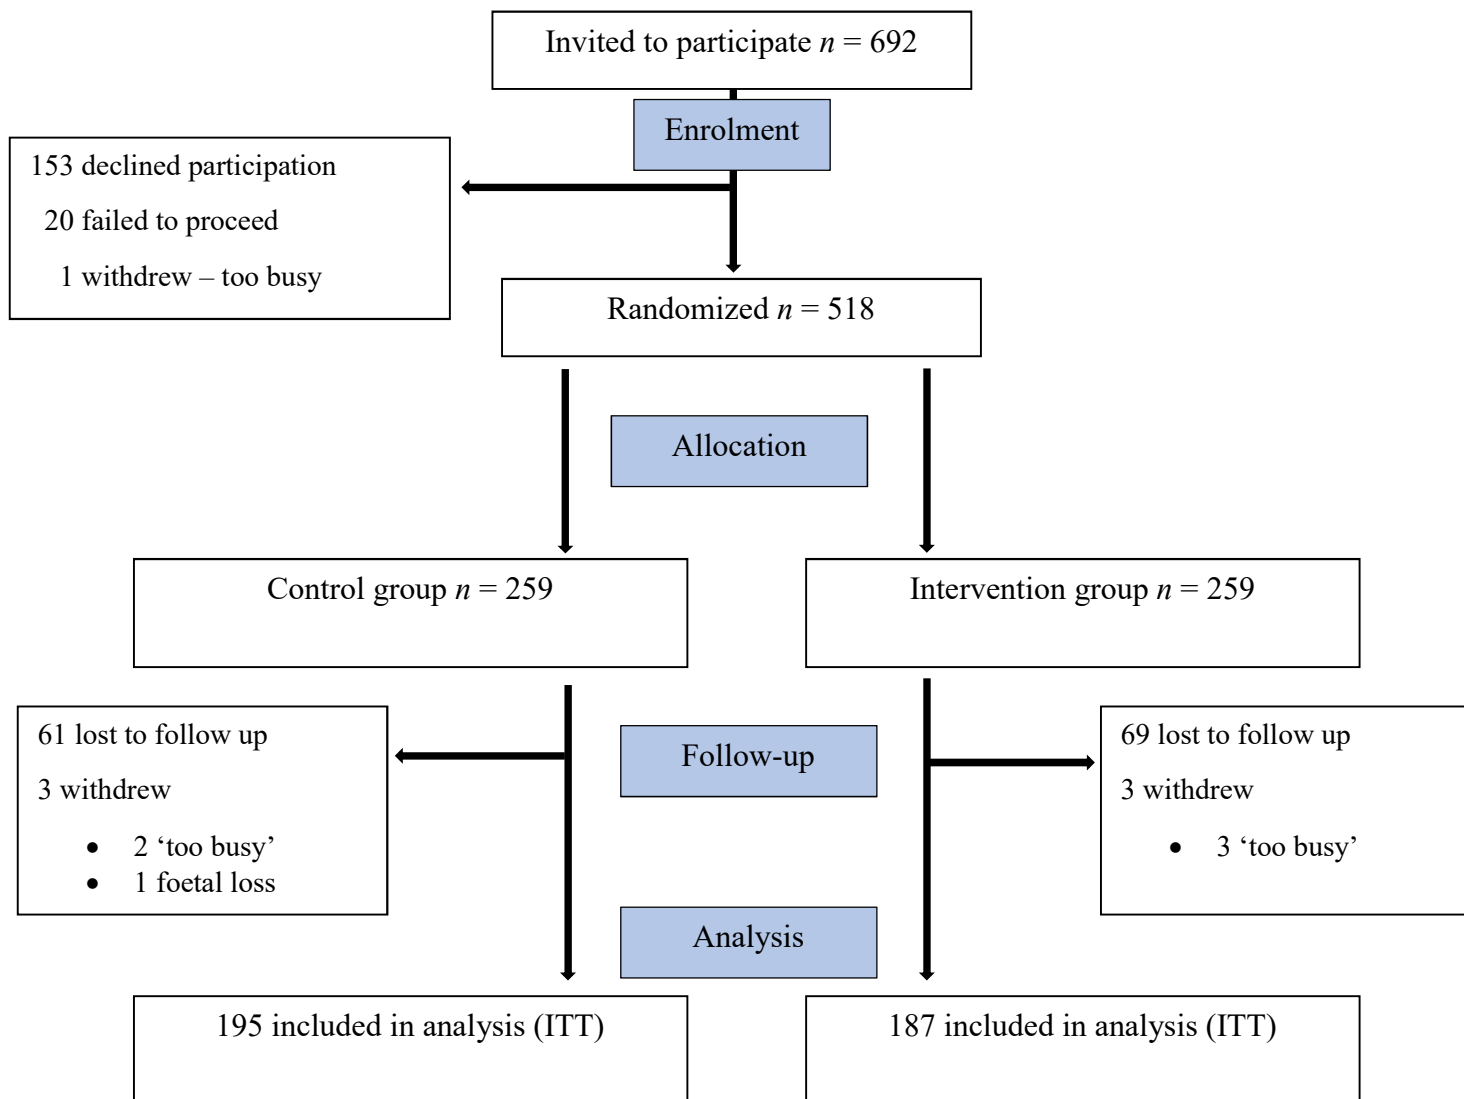 Invited to participate n = 692
Enrolment
153 declined participation
20 failed to proceed
1 withdrew – too busy
Randomized n = 518
Allocation
Control group n = 259
Intervention group n = 259
61 lost to follow up
3 withdrew
• 2 ‘too busy’
• 1 foetal loss
Follow-up
69 lost to follow up
3 withdrew
• 3 ‘too busy’
Analysis
195 included in analysis (ITT)
187 included in analysis (ITT)